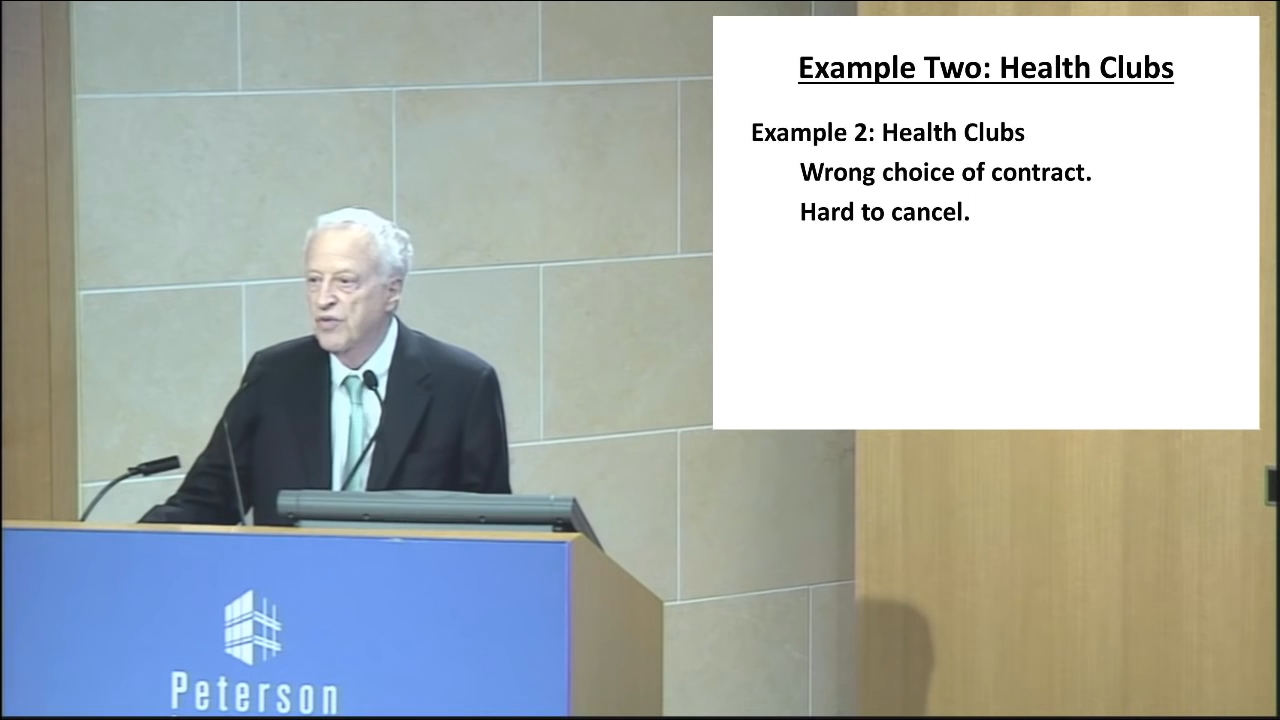 Example Two: Health Clubs
Example 2: Health Clubs
Wrong choice of contract.
Hard to cancel.
Peterson